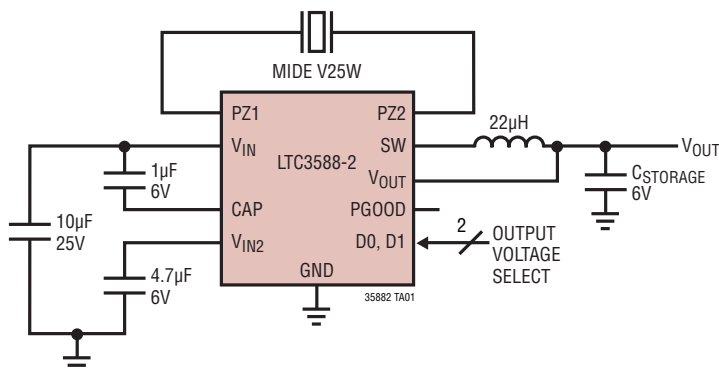 MIDE V25W
PZ1
PZ2
VIN
LTC3588-2
SW
22µH
VOUT
VOUT
1µF
6V
CSTORAGE
6V
CAP
PGOOD
10µF
25V
VIN2
D0, D1
2
OUTPUT
VOLTAGE
SELECT
4.7µF
6V
GND
35882 TA01